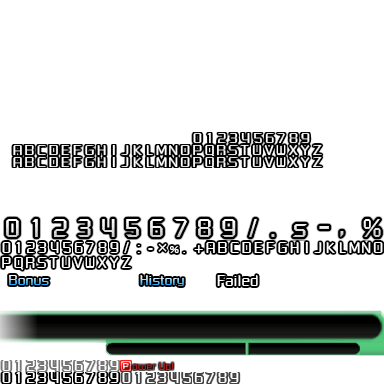 0123456789
ABCDEFGHIJKLMNOPQRSTUVWXYZ
ABCDEFGHIJKLMNOPQRSTUVWXYZ
0123456789/.s-,%
0123456789/:-×%.+ABCDEFGHIJKLMNO
PQRSTUVWXYZ
Bonus History Failed
0123456789 Power Up!
01234567890123456789